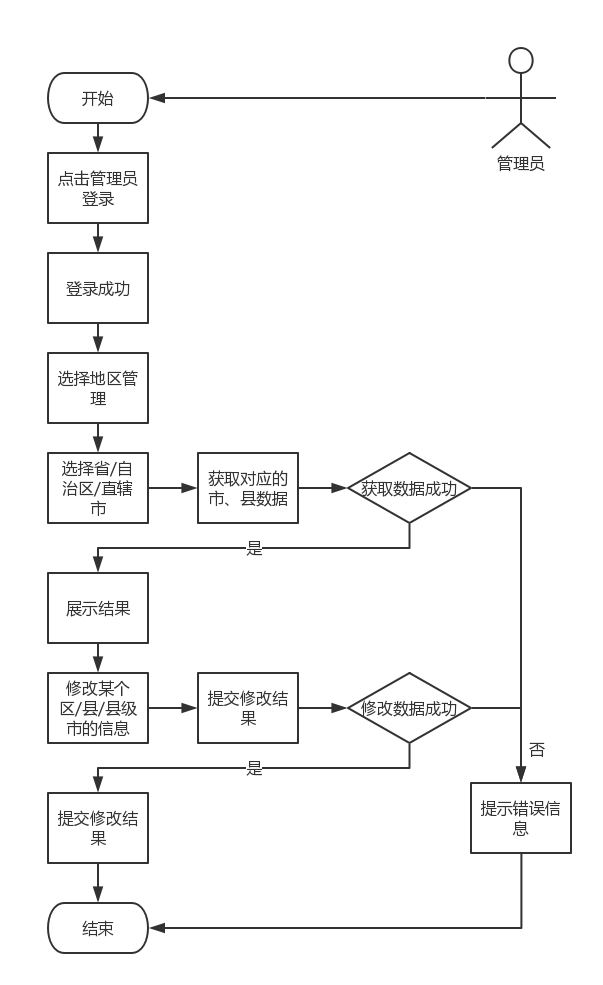 开始
管理员
点击管理员
登录
登录成功
选择地区管
理
选择省/自
治区/直辖
市
获取对应的
市、县数据
获取数据成功
是
展示结果
修改某个
区/县/县级
市的信息
提交修改结
果
修改数据成功
否
是
提交修改结
果
提示错误信
息
结束